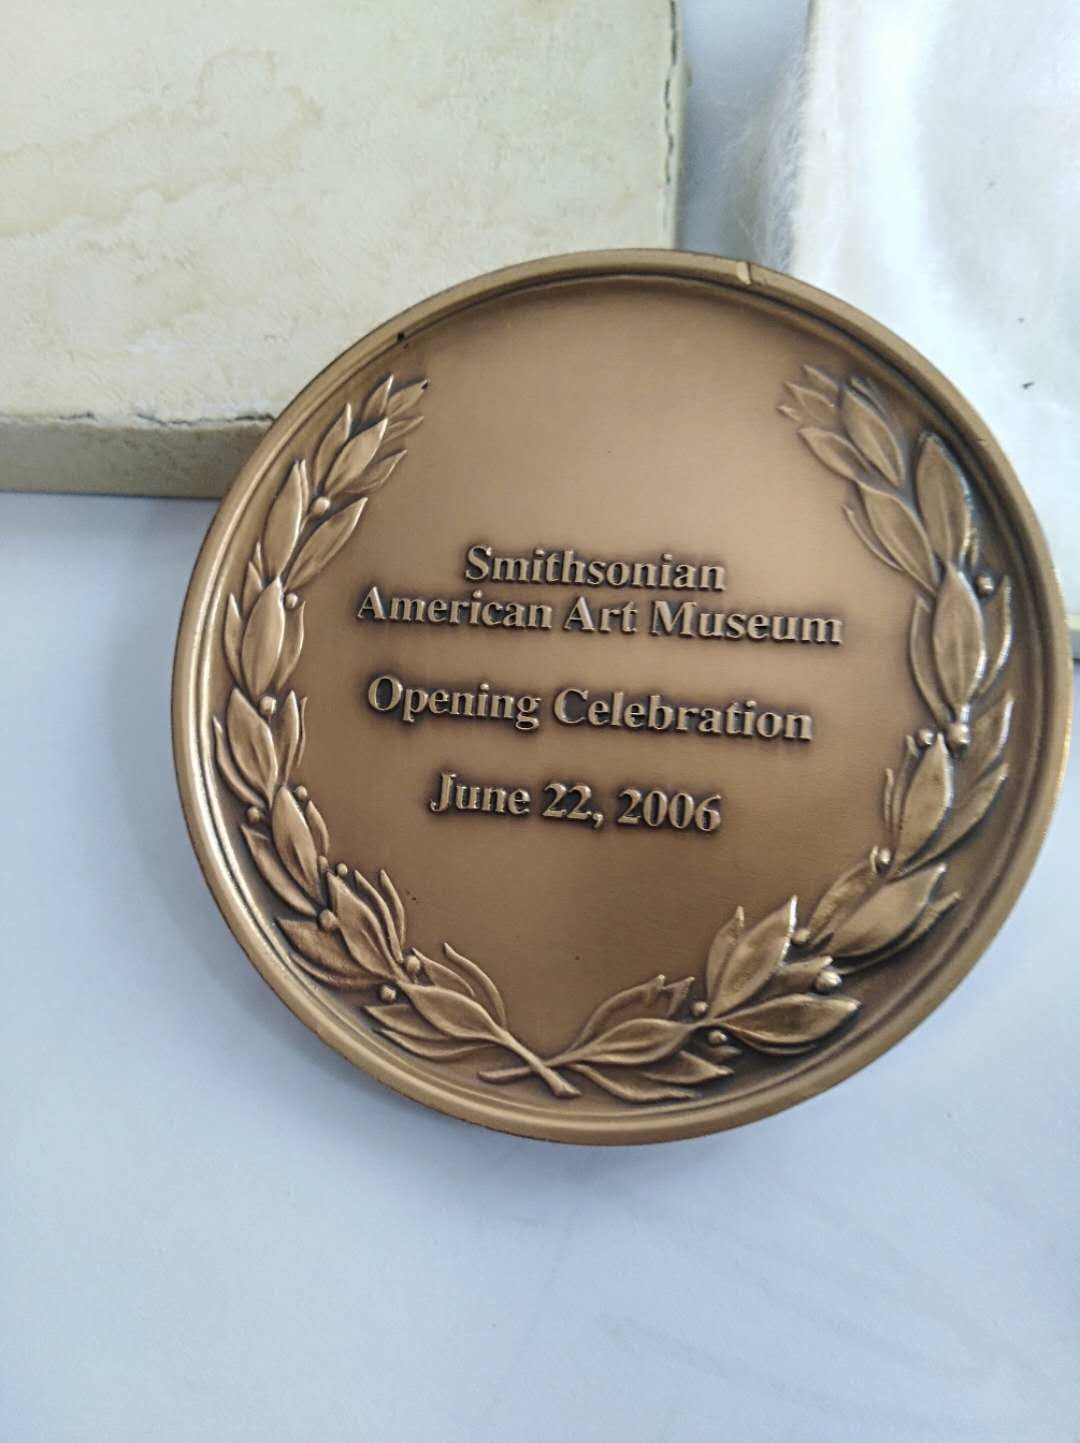 Smithsonian
American Art Museum
Opening Celebration
June 22, 2006